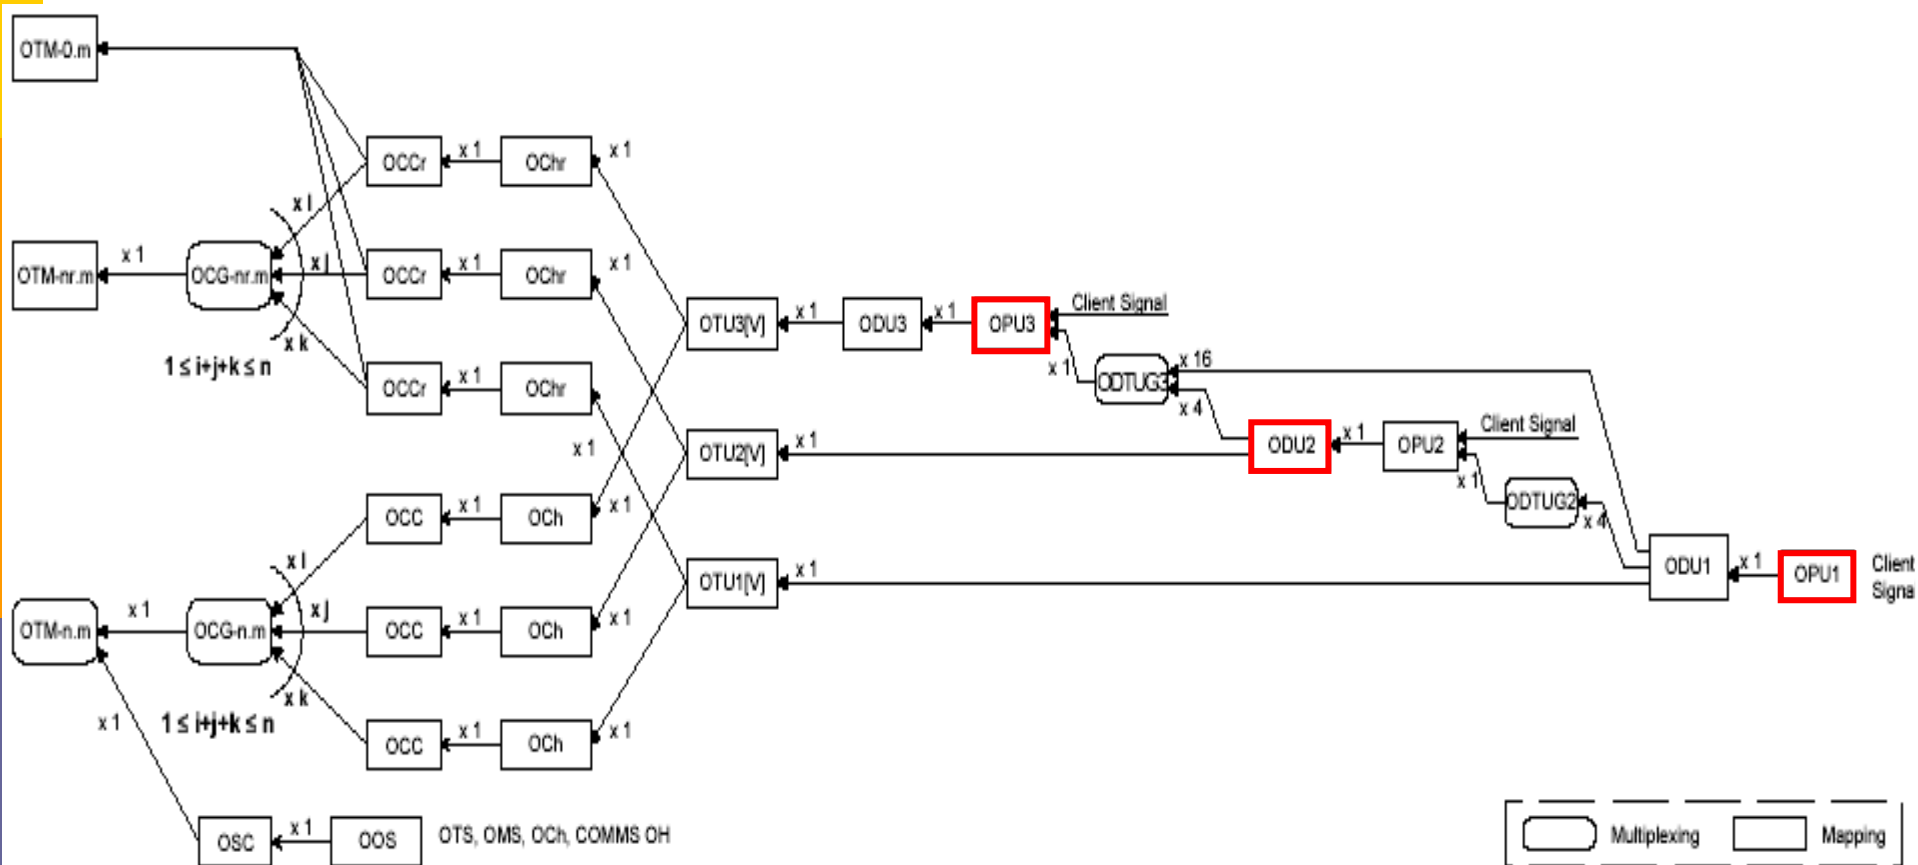 OTM-0.m
OCCr
x 1
OChr
x 1
x i
OTM-nr.m
x 1
OCG-nr.m
x j
OCCr
x 1
OChr
x 1
x k
1 ≤ i+j+k ≤ n
OCCr
x 1
OChr
x 1
OTU3[V]
x 1
ODU3
x 1
OPU3
Client Signal
x 1
ODTUG3
x 16
x 4
OTU2[V]
x 1
ODU2
x 1
OPU2
Client Signal
x 1
ODTUG2
x 4
OCC
x 1
OCh
x 1
OTU1[V]
x 1
ODU1
x 1
OPU1
Client
Signa
x i
OTM-n.m
x 1
OCG-n.m
x j
OCC
x 1
OCh
x 1
x k
x 1
1 ≤ i+j+k ≤ n
OCC
x 1
OCh
x 1
OSC
x 1
OOS
OTS, OMS, OCh, COMMS OH
Multiplexing
Mapping